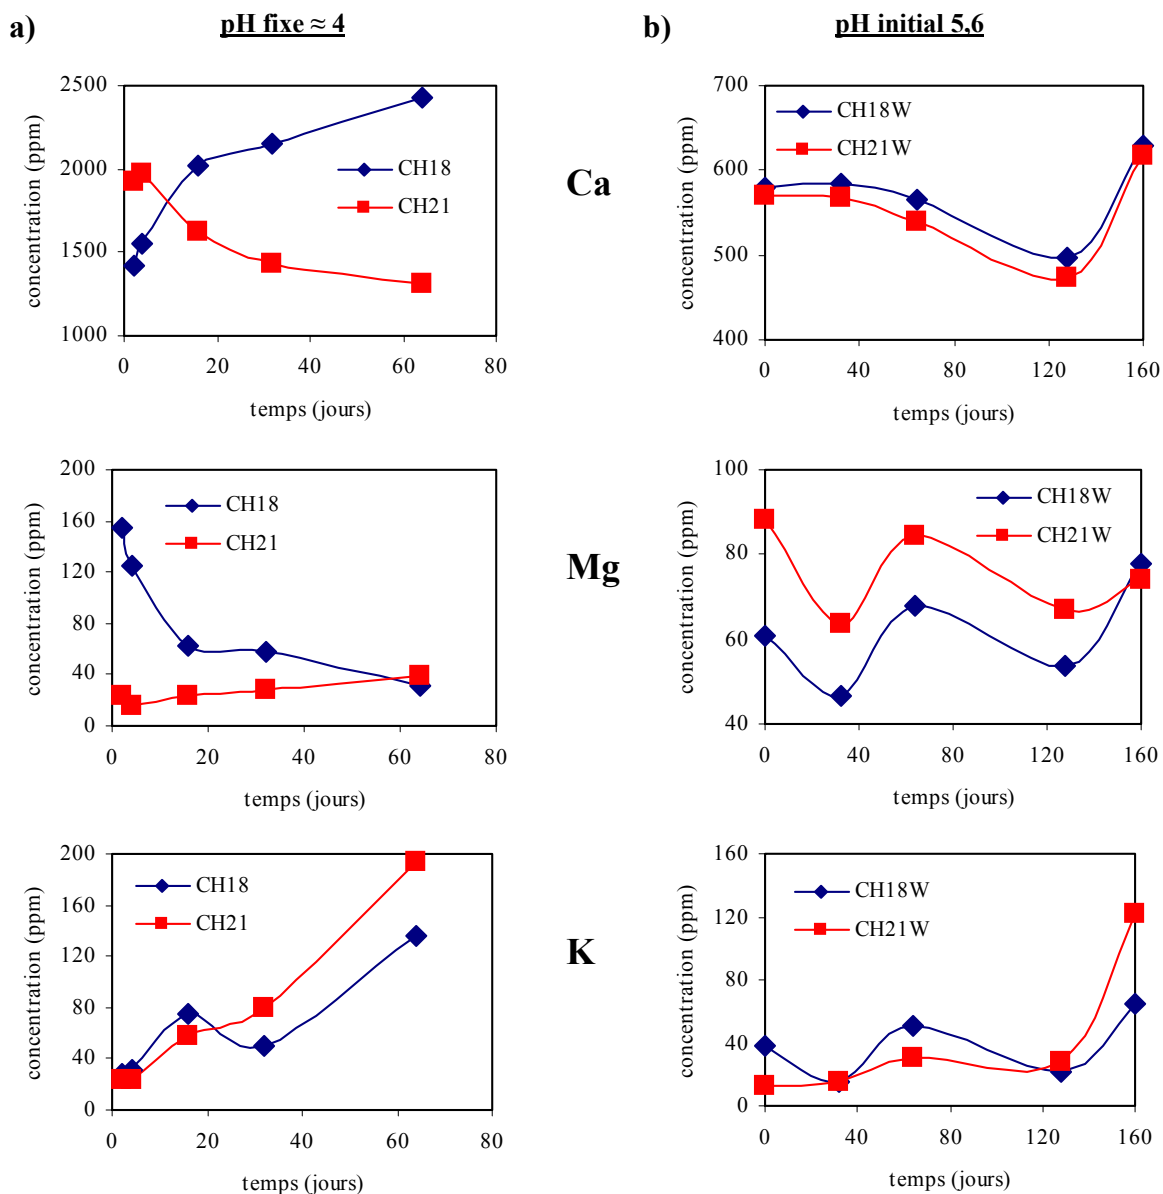 a) pH fixe ≈ 4
b) pH initial 5,6
Ca
concentration (ppm)
2500
2000
1500
1000
0 20 40 60 80
temps (jours)
CH18
CH21
concentration (ppm)
700
600
500
400
0 40 80 120 160
temps (jours)
CH18W
CH21W
Mg
concentration (ppm)
200
160
120
80
40
0
0 20 40 60 80
temps (jours)
CH18
CH21
concentration (ppm)
100
80
60
40
0 40 80 120 160
temps (jours)
CH18W
CH21W
K
concentration (ppm)
200
160
120
80
40
0
0 20 40 60 80
temps (jours)
CH18
CH21
concentration (ppm)
160
120
80
40
0
0 40 80 120 160
temps (jours)
CH18W
CH21W